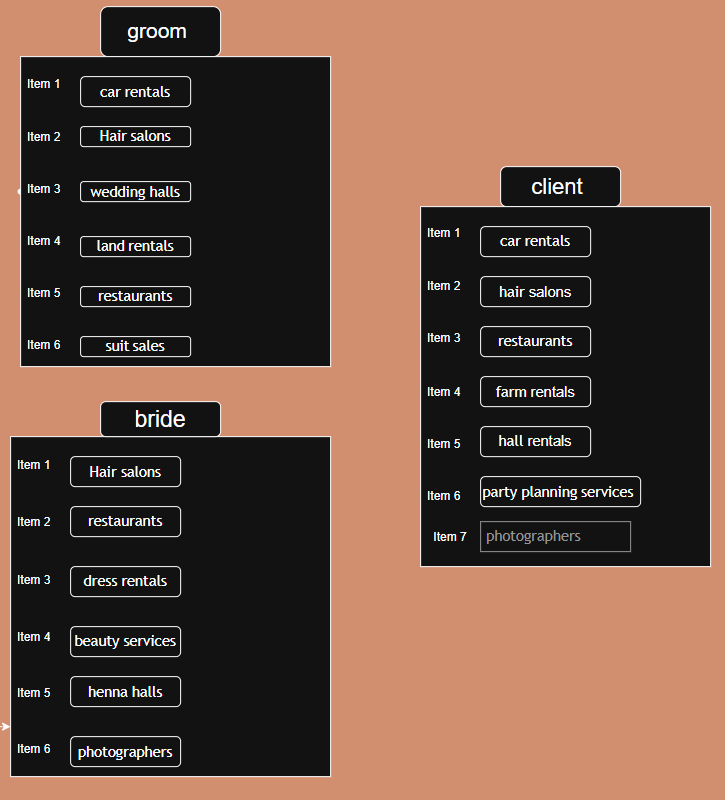 groom
Item 1 car rentals
Item 2 Hair salons
Item 3 wedding halls
Item 4 land rentals
Item 5 restaurants
Item 6 suit sales
bride
Item 1 Hair salons
Item 2 restaurants
Item 3 dress rentals
Item 4 beauty services
Item 5 henna halls
Item 6 photographers
client
Item 1 car rentals
Item 2 hair salons
Item 3 restaurants
Item 4 farm rentals
Item 5 hall rentals
Item 6 party planning services
Item 7 photographers